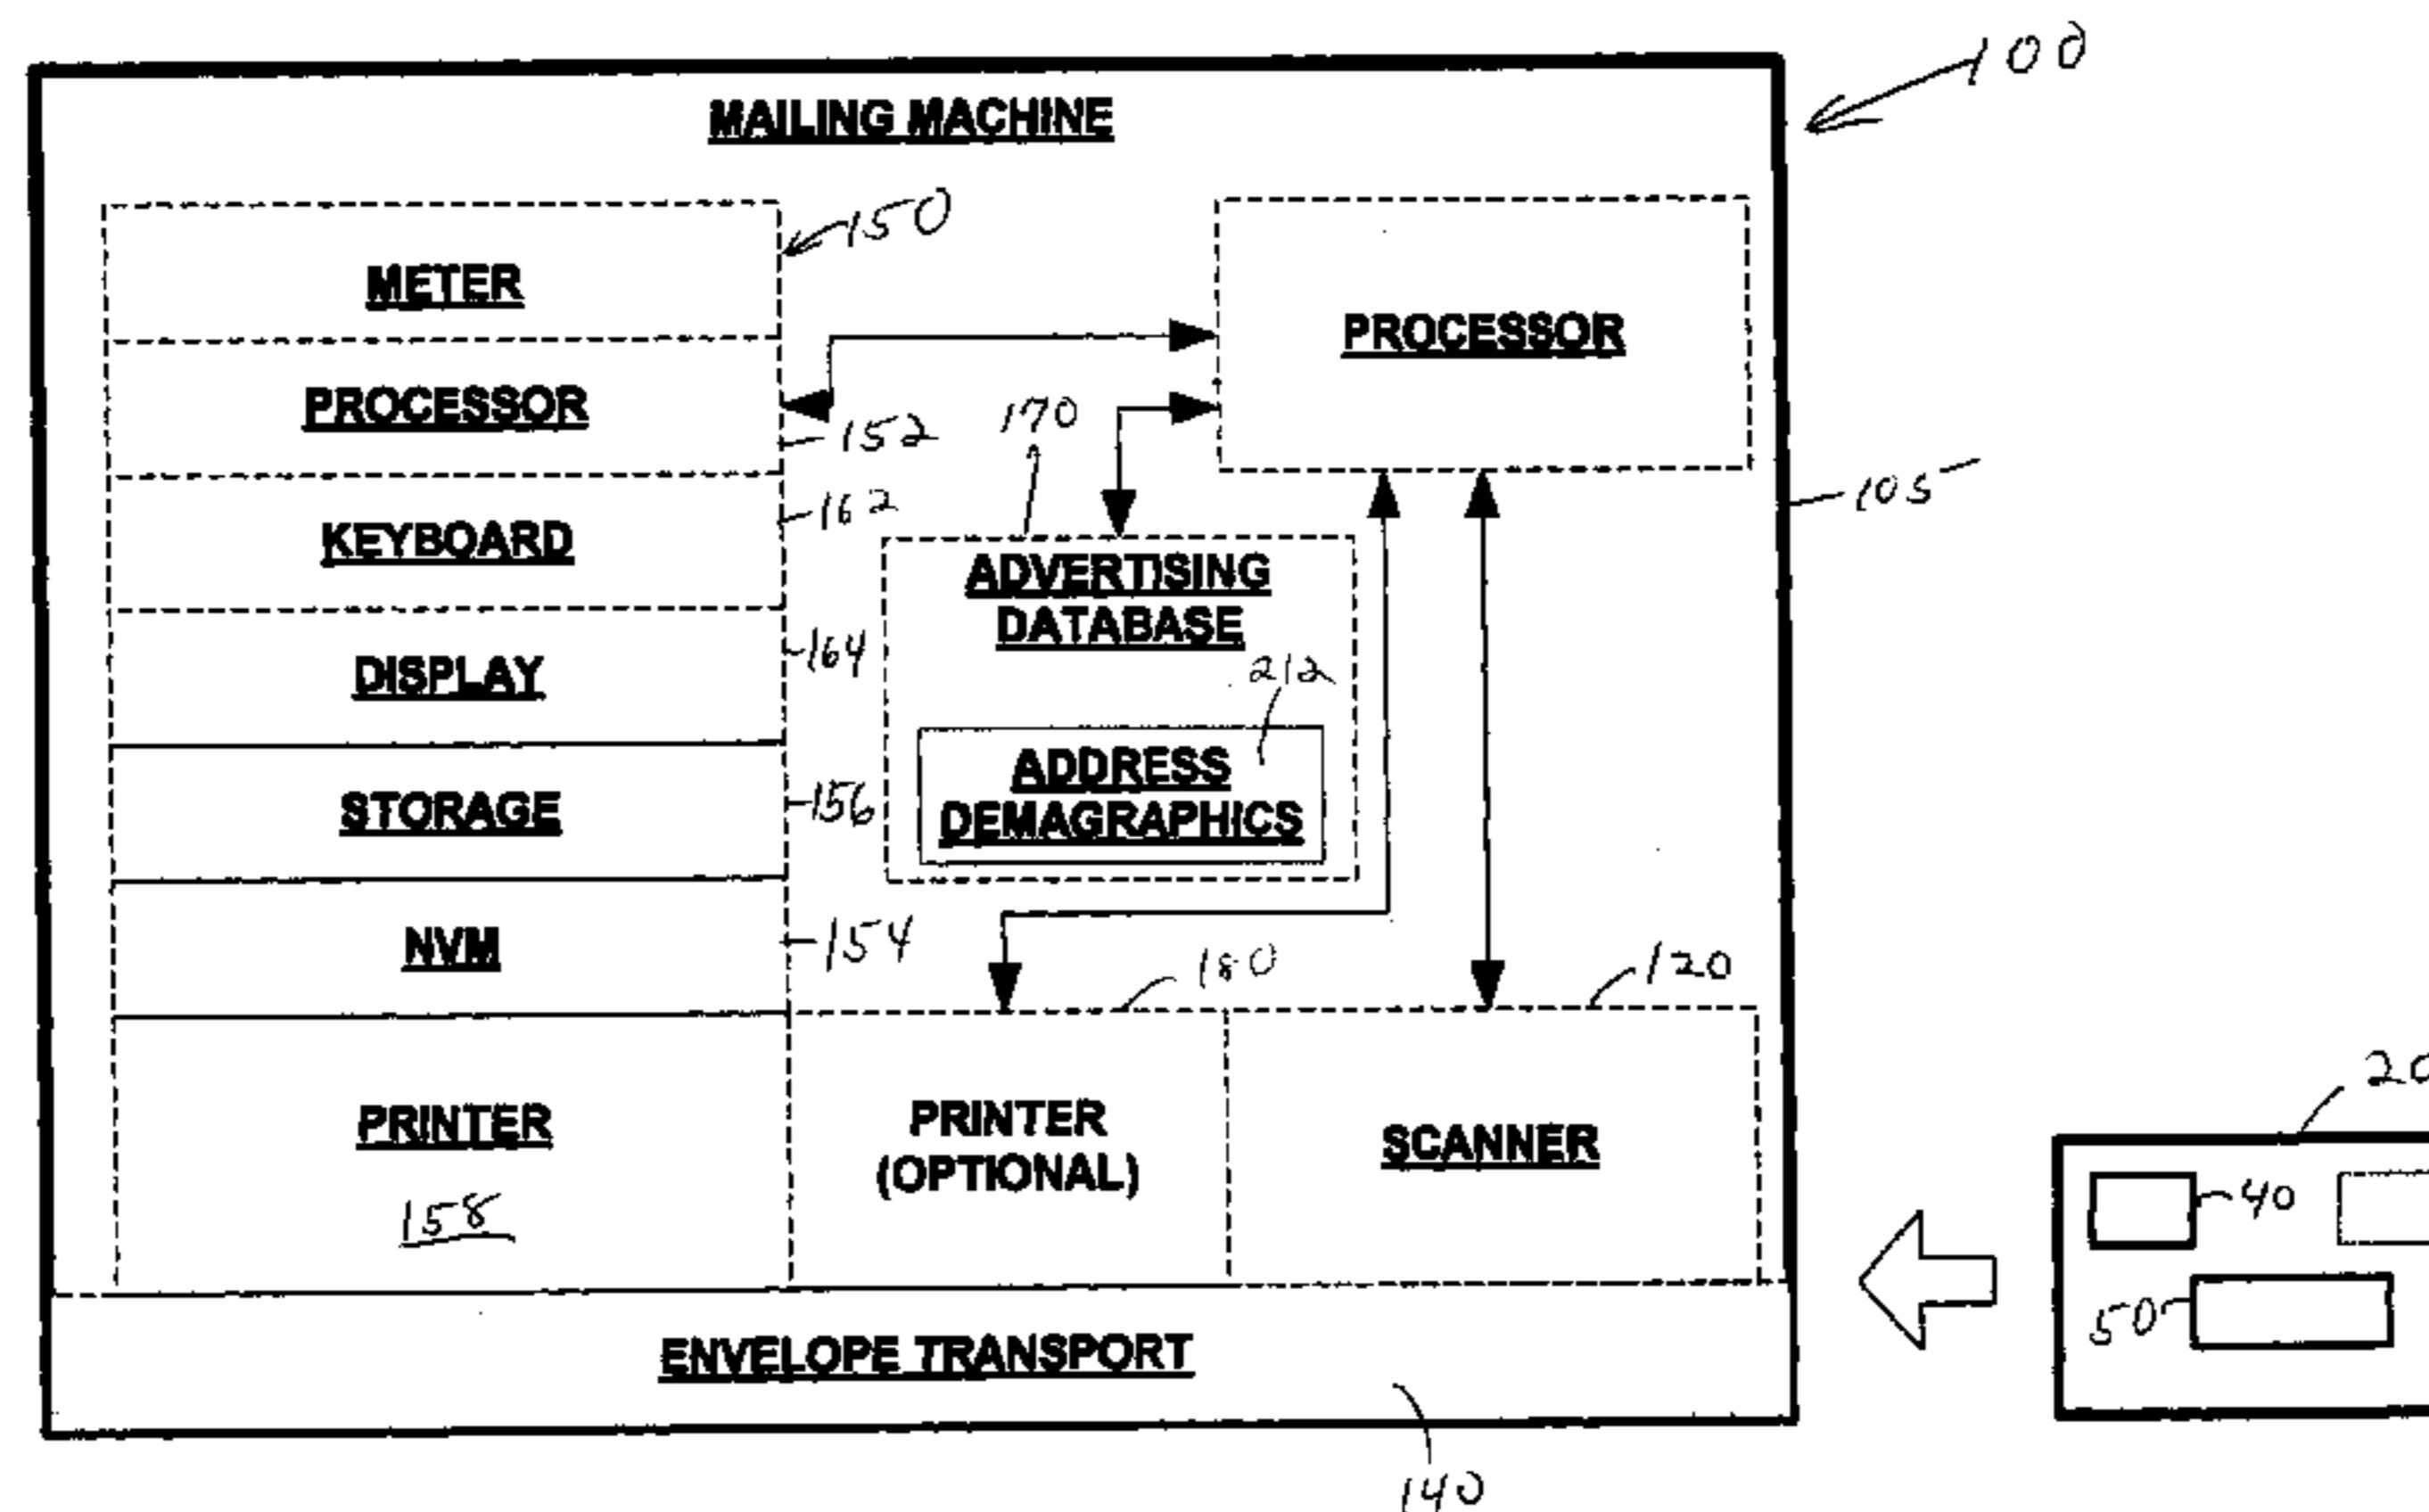 100
MAILING MACHINE
150
METER
PROCESSOR
PROCESSOR
152
170
162
105
KEYBOARD
ADVERTISING
DATABASE
164
212
DISPLAY
ADDRESS
DEMAGRAPHICS
STORAGE
156
NVM
154
180
120
PRINTER
158
PRINTER
(OPTIONAL)
SCANNER
20
40
50
ENVELOPE TRANSPORT
140